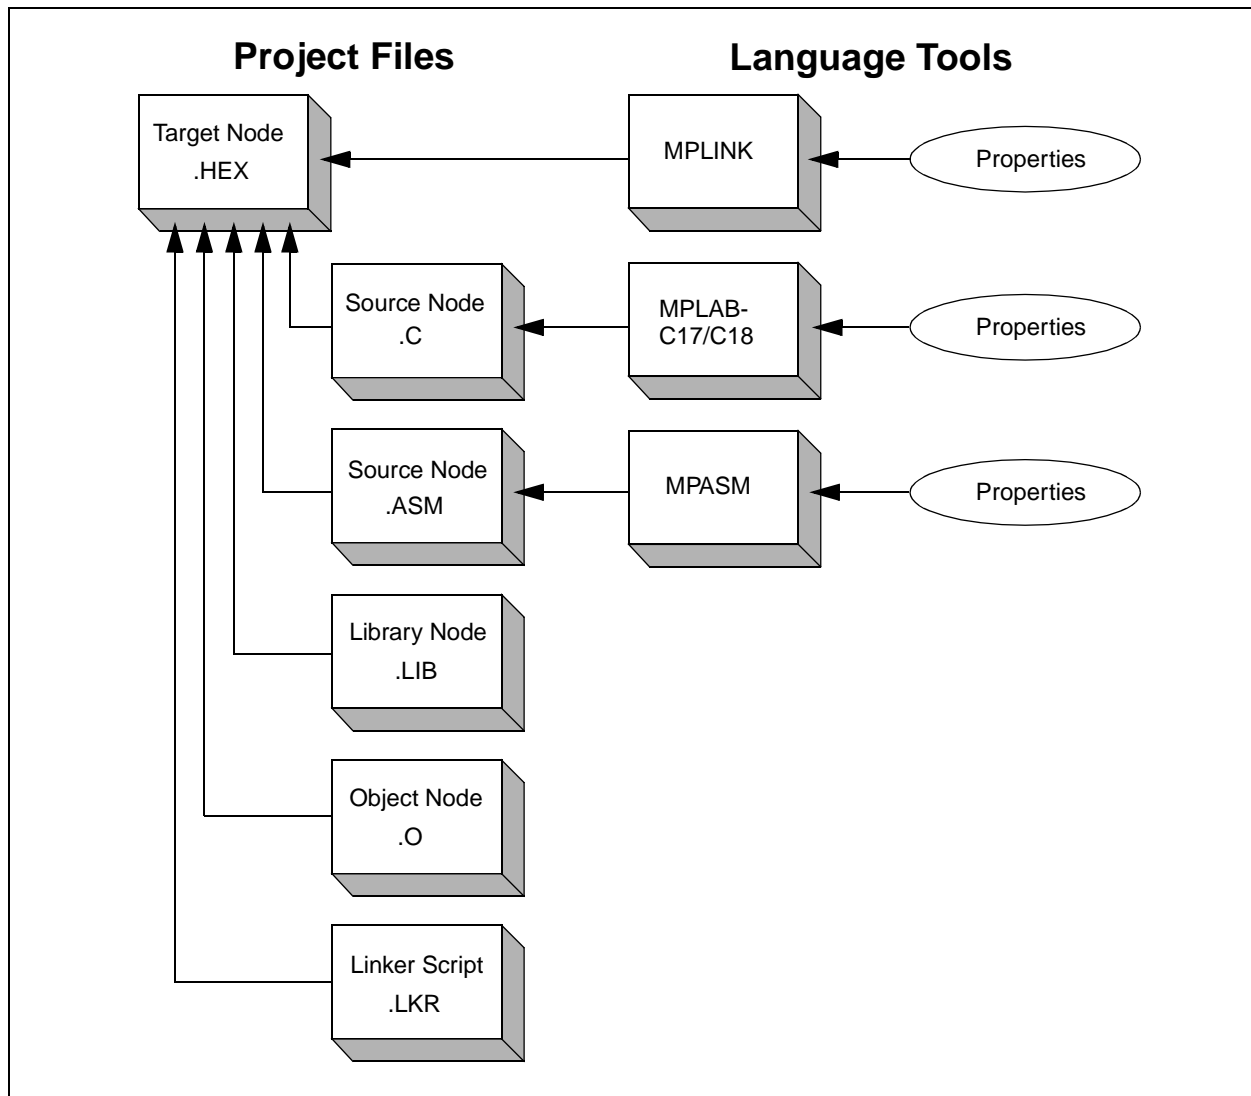 Project Files
Language Tools
Target Node
.HEX
MPLINK
Properties
Source Node
.C
MPLAB-
C17/C18
Properties
Source Node
.ASM
MPASM
Properties
Library Node
.LIB
Object Node
.O
Linker Script
.LKR